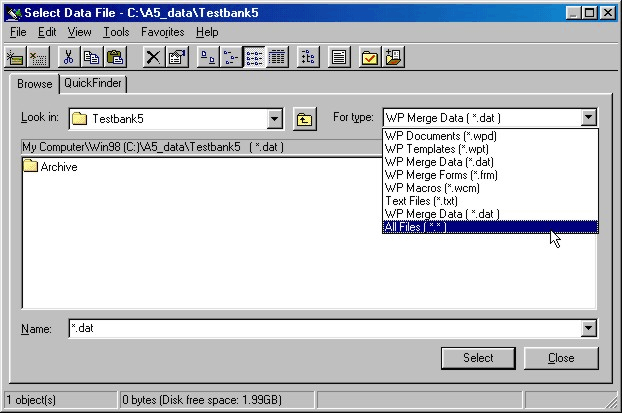 Select Data File - C:\A5_data\Testbank5
File Edit View Tools Favorites Help
Browse QuickFinder
Look in: Testbank5 For type: WP Merge Data ( *.dat )
My Computer\Win98 (C:)\A5_data\Testbank5 ( *.dat )
WP Documents (*.wpd)
WP Templates (*.wpt)
WP Merge Data (*.dat)
WP Merge Forms (*.frm)
WP Macros (*.wcm)
Text Files (*.txt)
WP Merge Data ( *.dat )
All Files ( *.* )
Archive
Name: *.dat
Select Close
1 object(s) 0 bytes (Disk free space: 1.99GB)